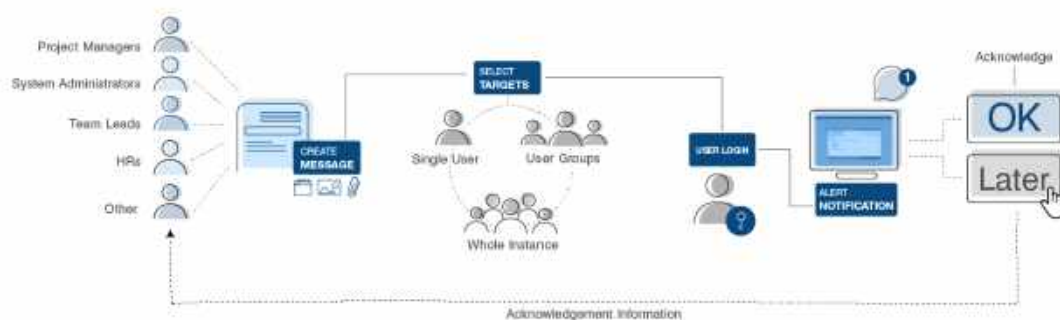 Project Managers
System Administrators
Team Leads
HRs
Other
CREATE
MESSAGE
SELECT
TARGETS
Single User
User Groups
Whole Instance
USER LOGIN
1
ALERT
NOTIFICATION
Acknowledge
OK
Later
Acknowledgement Information